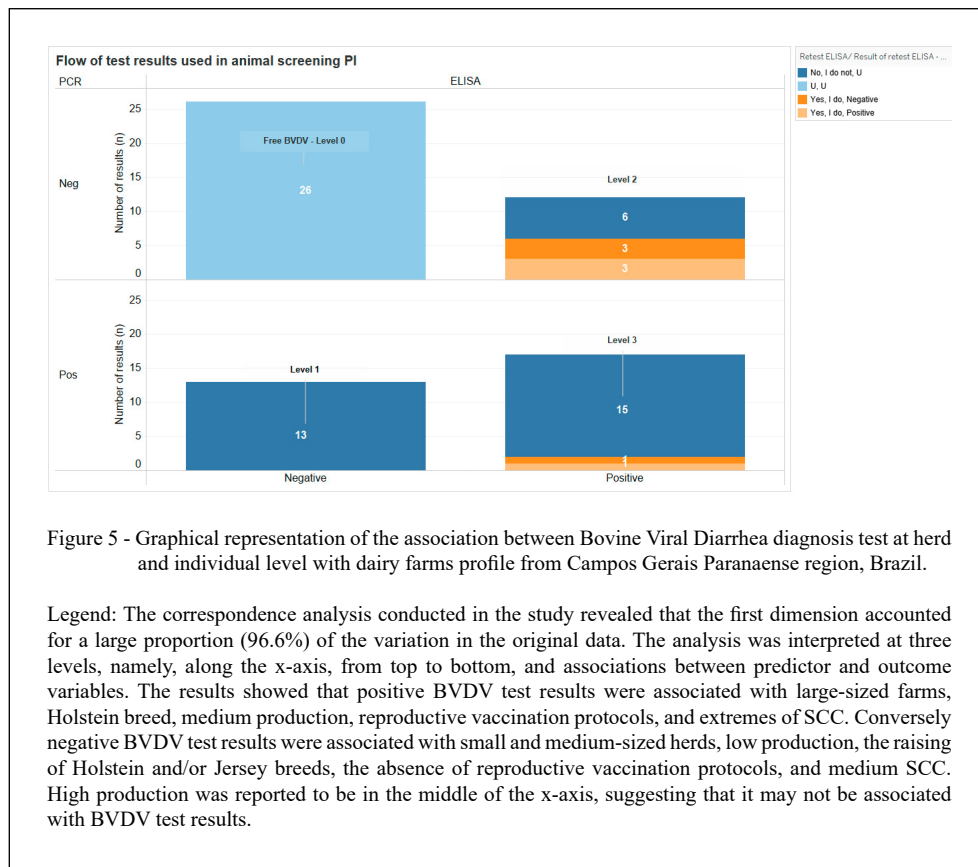 Flow of test results used in animal screening PI
PCR
ELISA
Retest ELISA/ Result of retest ELISA - ...
No, I do not, U
U, U
Yes, I do, Negative
Yes, I do, Positive
Neg
Number of results (n)
25
20
15
10
5
0
Free BVDV - Level 0
26
Level 2
6
3
3
Pos
Number of results (n)
25
20
15
10
5
0
Level 1
13
Level 3
15
1
1
Negative
Positive
Figure 5 - Graphical representation of the association between Bovine Viral Diarrhea diagnosis test at herd
and individual level with dairy farms profile from Campos Gerais Paranaense region, Brazil.
Legend: The correspondence analysis conducted in the study revealed that the first dimension accounted
for a large proportion (96.6%) of the variation in the original data. The analysis was interpreted at three
levels, namely, along the x-axis, from top to bottom, and associations between predictor and outcome
variables. The results showed that positive BVDV test results were associated with large-sized farms,
Holstein breed, medium production, reproductive vaccination protocols, and extremes of SCC. Conversely
negative BVDV test results were associated with small and medium-sized herds, low production, the raising
of Holstein and/or Jersey breeds, the absence of reproductive vaccination protocols, and medium SCC.
High production was reported to be in the middle of the x-axis, suggesting that it may not be associated
with BVDV test results.